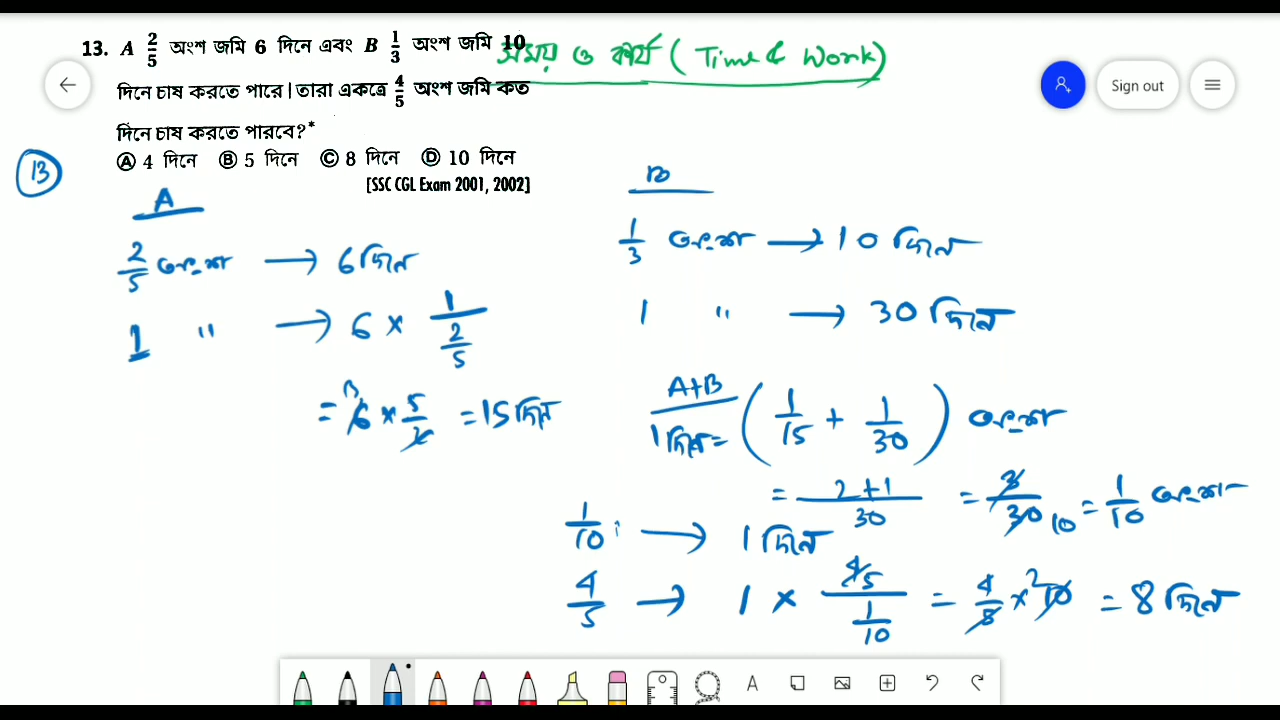 13. A 2/5 অংশ জমি 6 দিনে এবং B 1/3 অংশ জমি 10
দিনে চাষ করতে পারে। তারা একত্রে 4/5 অংশ জমি কত
দিনে চাষ করতে পারবে?*
Ⓐ 4 দিনে Ⓑ 5 দিনে Ⓒ 8 দিনে Ⓓ 10 দিনে
[SSC CGL Exam 2001, 2002]
সময় ও কার্য (Time & Work)
Sign out
13
A
2/5 অংশ → 6 দিনে
1 " → 6 × 1/(2/5)
= 6 × 5/2 = 15 দিনে
B
1/3 অংশ → 10 দিনে
1 " → 30 দিনে
A+B
1 দিনে = (1/15 + 1/30) অংশ
= 2+1/30 = 3/30 10 = 1/10 অংশ
1/10 → 1 দিনে
4/5 → 1 × (4/5)/(1/10) = 4/5 × 10 2 = 8 দিনে
A